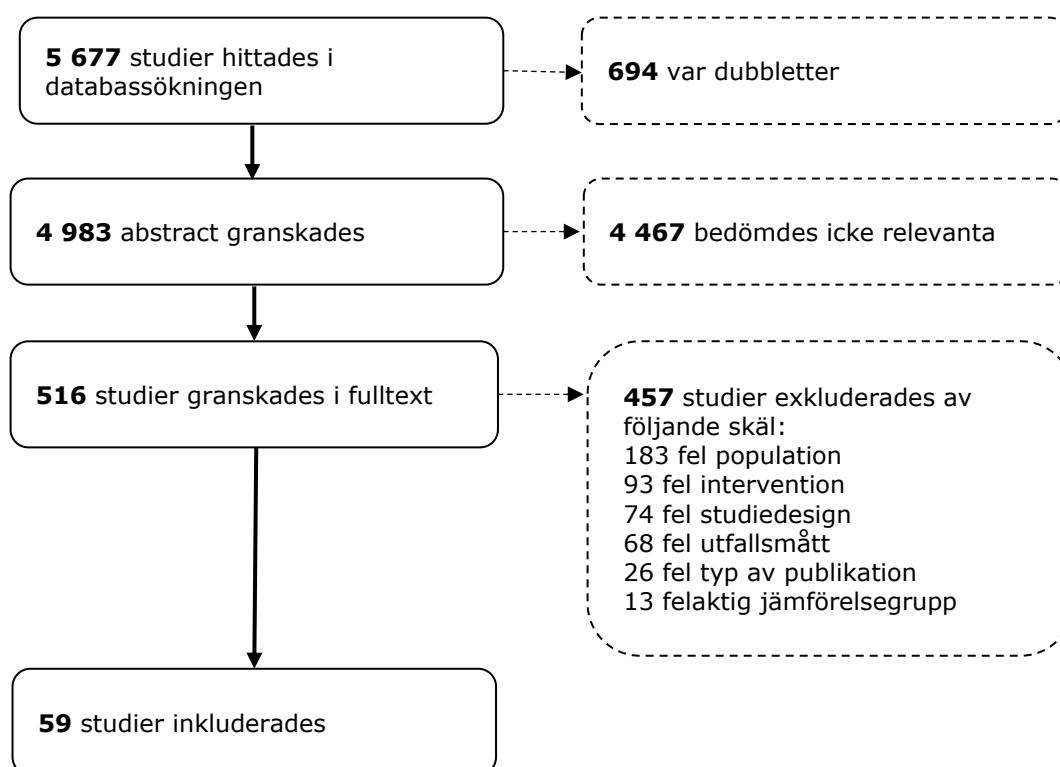 5 677 studier hittades i
databassökningen
694 var dubbletter
4 983 abstract granskades
4 467 bedömdes icke relevanta
516 studier granskades i fulltext
457 studier exkluderades av
följande skäl:
183 fel population
93 fel intervention
74 fel studiedesign
68 fel utfallsmått
26 fel typ av publikation
13 felaktig jämförelsegrupp
59 studier inkluderades